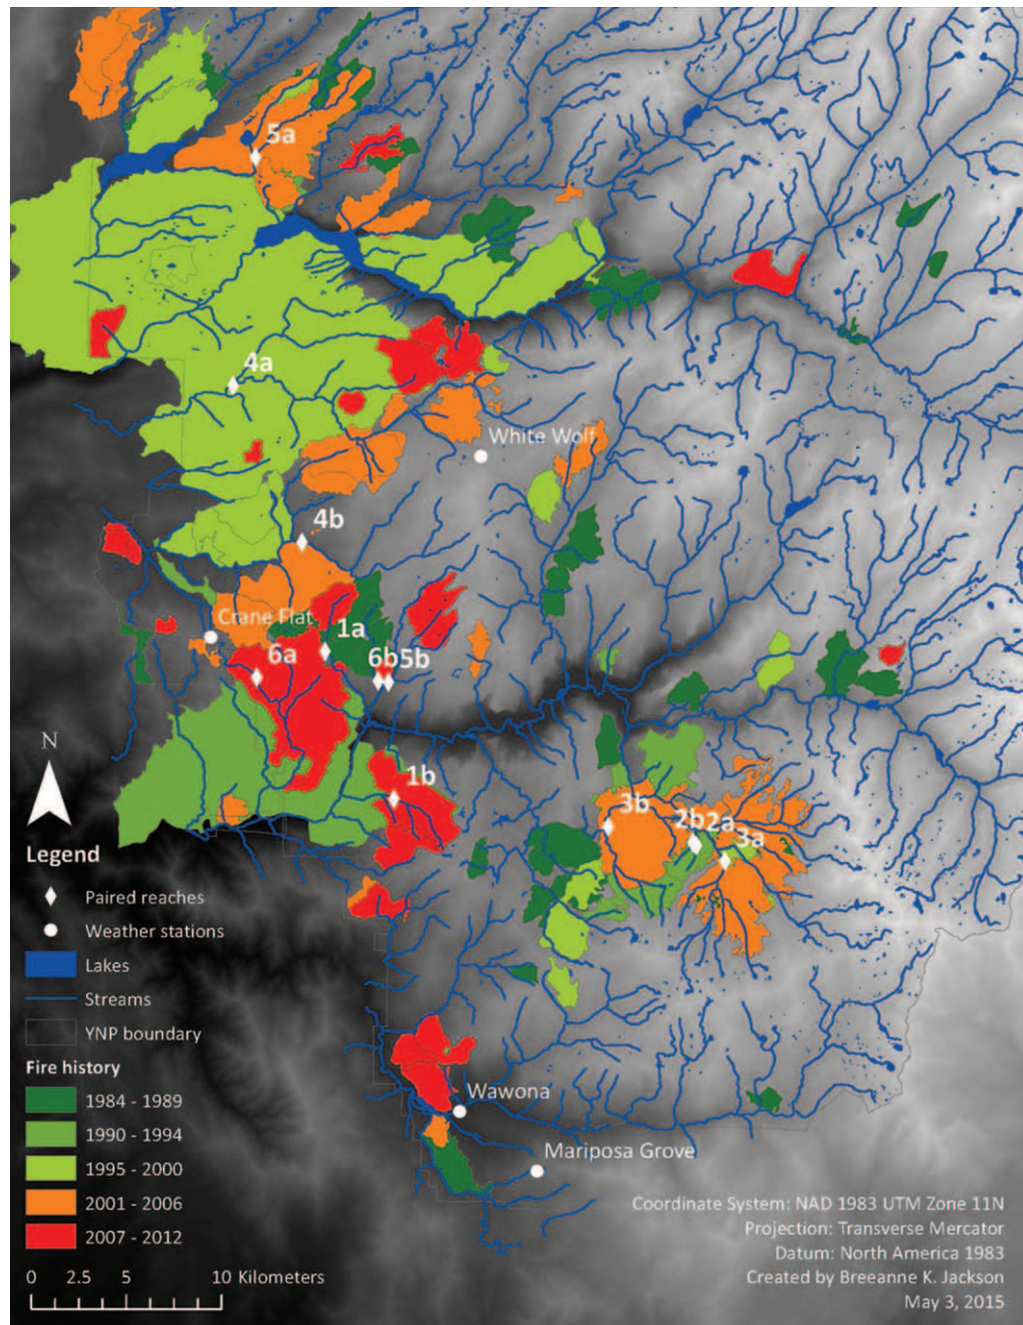 5a
4a
White Wolf
4b
Crane Flat
1a
6a
6b5b
1b
3b
2b2a
3a
N
Legend
Paired reaches
Weather stations
Lakes
Streams
YNP boundary
Fire history
1984 - 1989
1990 - 1994
1995 - 2000
2001 - 2006
2007 - 2012
Wawona
Mariposa Grove
Coordinate System: NAD 1983 UTM Zone 11N
Projection: Transverse Mercator
Datum: North America 1983
Created by Breeanne K. Jackson
May 3, 2015
0 2.5 5 10 Kilometers